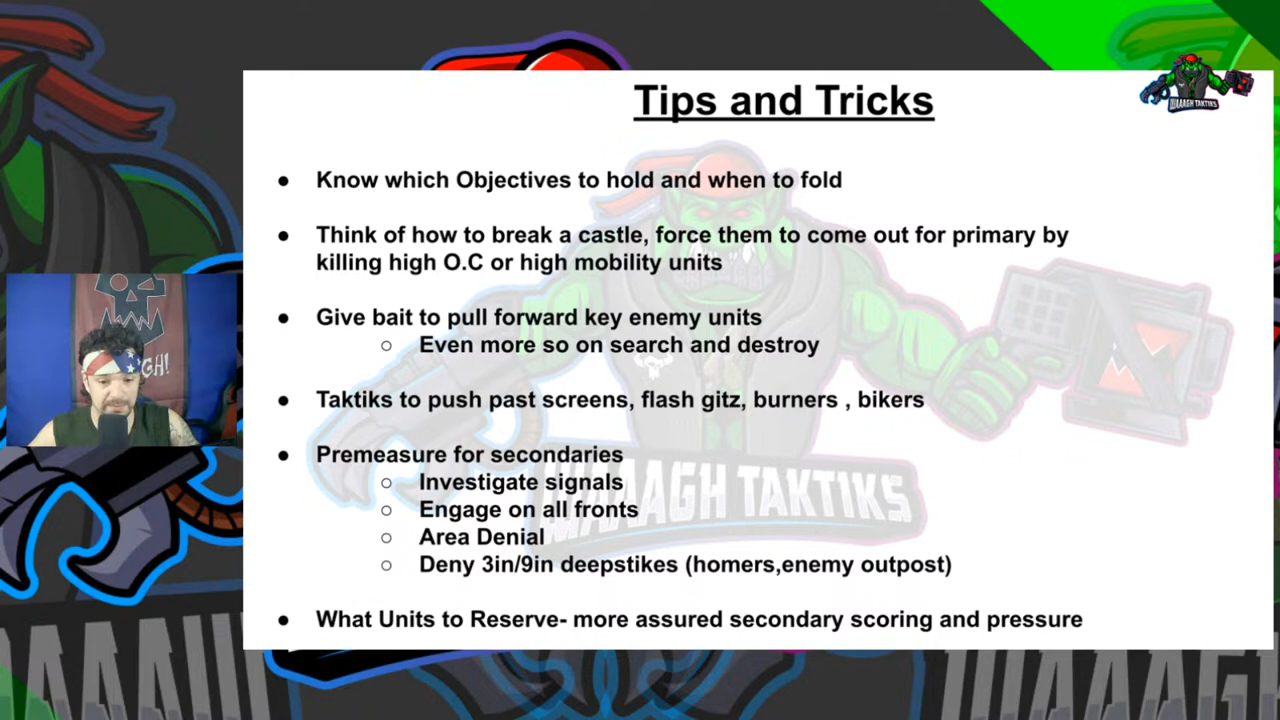 Tips and Tricks
WAAAGH TAKTIKS
● Know which Objectives to hold and when to fold
● Think of how to break a castle, force them to come out for primary by
killing high O.C or high mobility units
● Give bait to pull forward key enemy units
○ Even more so on search and destroy
● Taktiks to push past screens, flash gitz, burners , bikers
● Premeasure for secondaries
○ Investigate signals
○ Engage on all fronts
○ Area Denial
○ Deny 3in/9in deepstikes (homers,enemy outpost)
● What Units to Reserve- more assured secondary scoring and pressure
WAAAGH TAKTIKS
GH!
WAAAGH